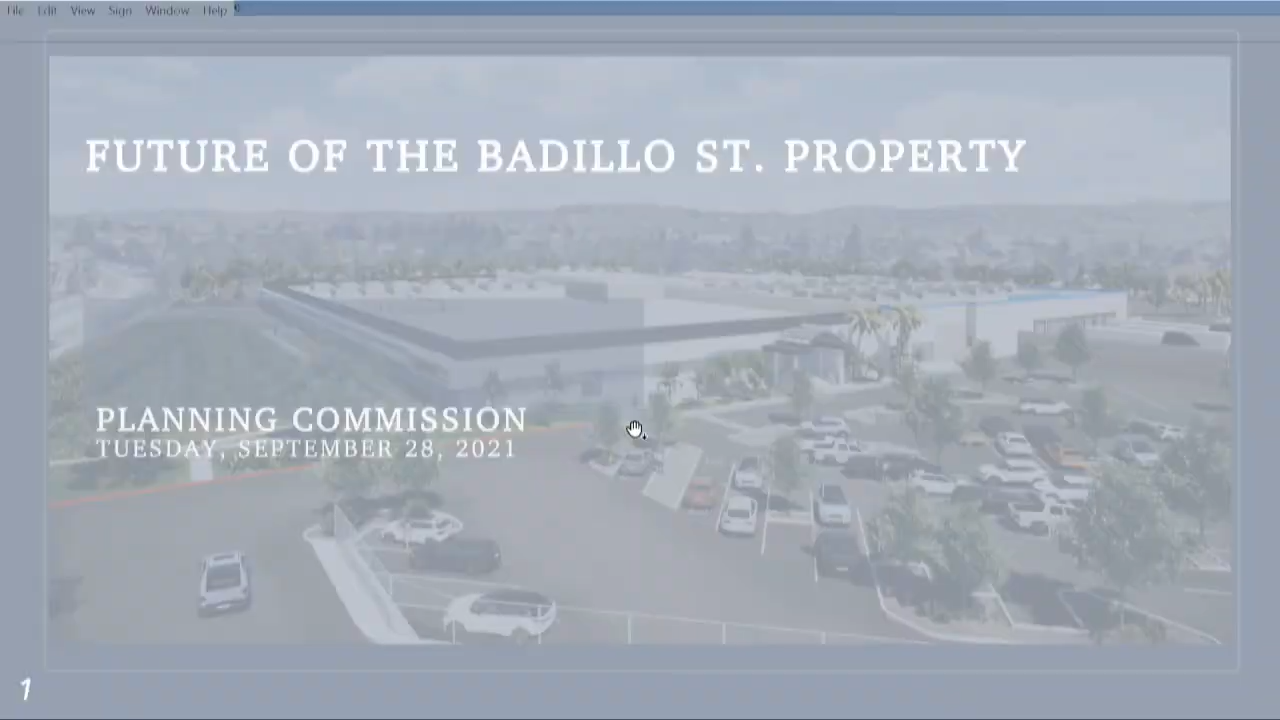 File Edit View Sign Window Help
FUTURE OF THE BADILLO ST. PROPERTY
PLANNING COMMISSION
TUESDAY, SEPTEMBER 28, 2021
1